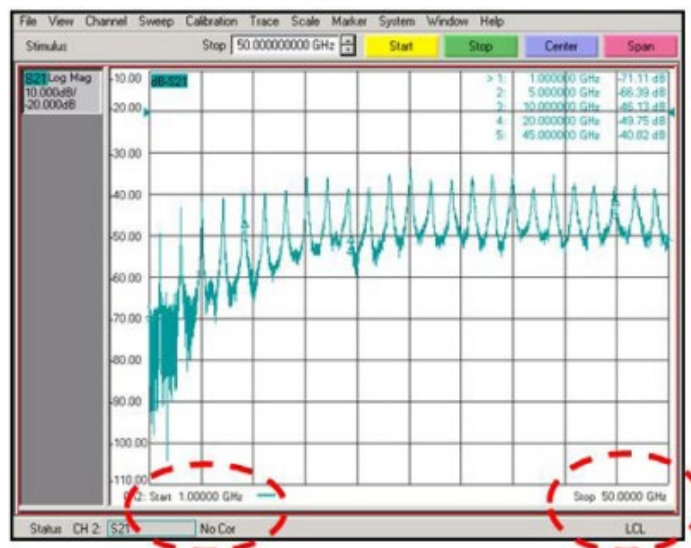 File View Channel Sweep Calibration Trace Scale Marker System Window Help
Stimulus Stop 50.000000000 GHz Start Stop Center Span
S21 Log Mag
10.000dB/
-20.000dB
-10.00 dB-S21
-20.00
-30.00
-40.00
-50.00
-60.00
-70.00
-80.00
-90.00
-100.00
-110.00
> 1: 1.000000 GHz -71.11 dB
2: 5.000000 GHz -66.39 dB
3: 10.000000 GHz -46.13 dB
4: 20.000000 GHz -49.75 dB
5: 45.000000 GHz -40.82 dB
CH2: Start 1.00000 GHz Stop 50.0000 GHz
Status CH 2: S21 No Cor LCL